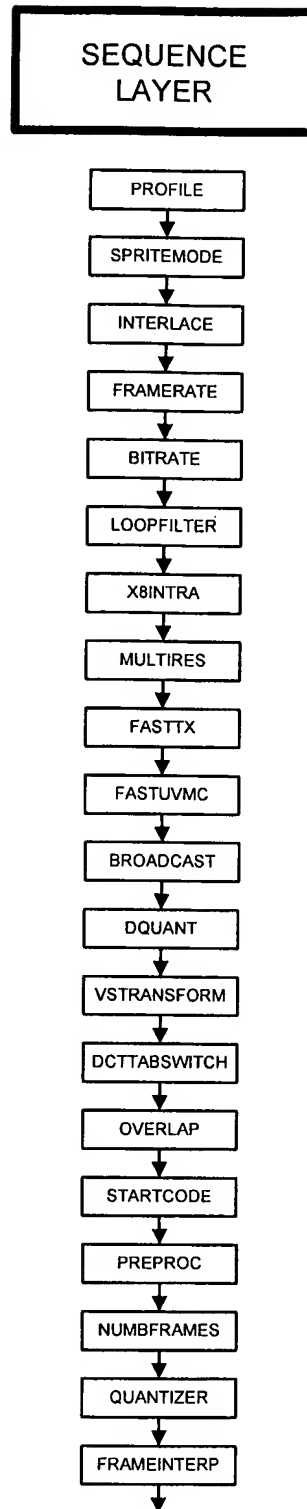 SEQUENCE
LAYER
PROFILE
SPRITEMODE
INTERLACE
FRAMERATE
BITRATE
LOOPFILTER
X8INTRA
MULTIRES
FASTTX
FASTUVMC
BROADCAST
DQUANT
VSTRANSFORM
DCTTABSWITCH
OVERLAP
STARTCODE
PREPROC
NUMBFRAMES
QUANTIZER
FRAMEINTERP